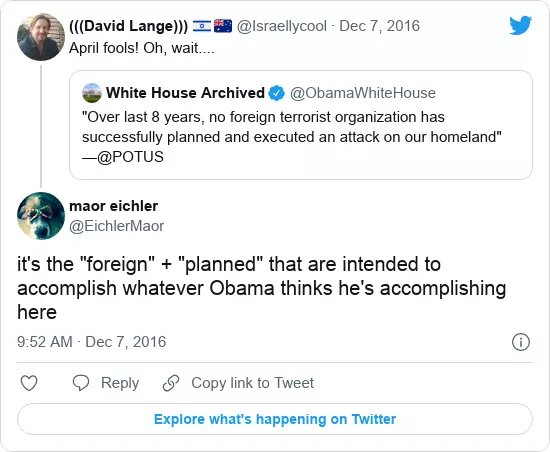 (((David Lange))) 🇮🇱 🇦🇺 @Israellycool · Dec 7, 2016
April fools! Oh, wait....
White House Archived @ObamaWhiteHouse
"Over last 8 years, no foreign terrorist organization has
successfully planned and executed an attack on our homeland"
—@POTUS
maor eichler
@EichlerMaor
it's the "foreign" + "planned" that are intended to
accomplish whatever Obama thinks he's accomplishing
here
9:52 AM · Dec 7, 2016
Reply Copy link to Tweet
Explore what's happening on Twitter